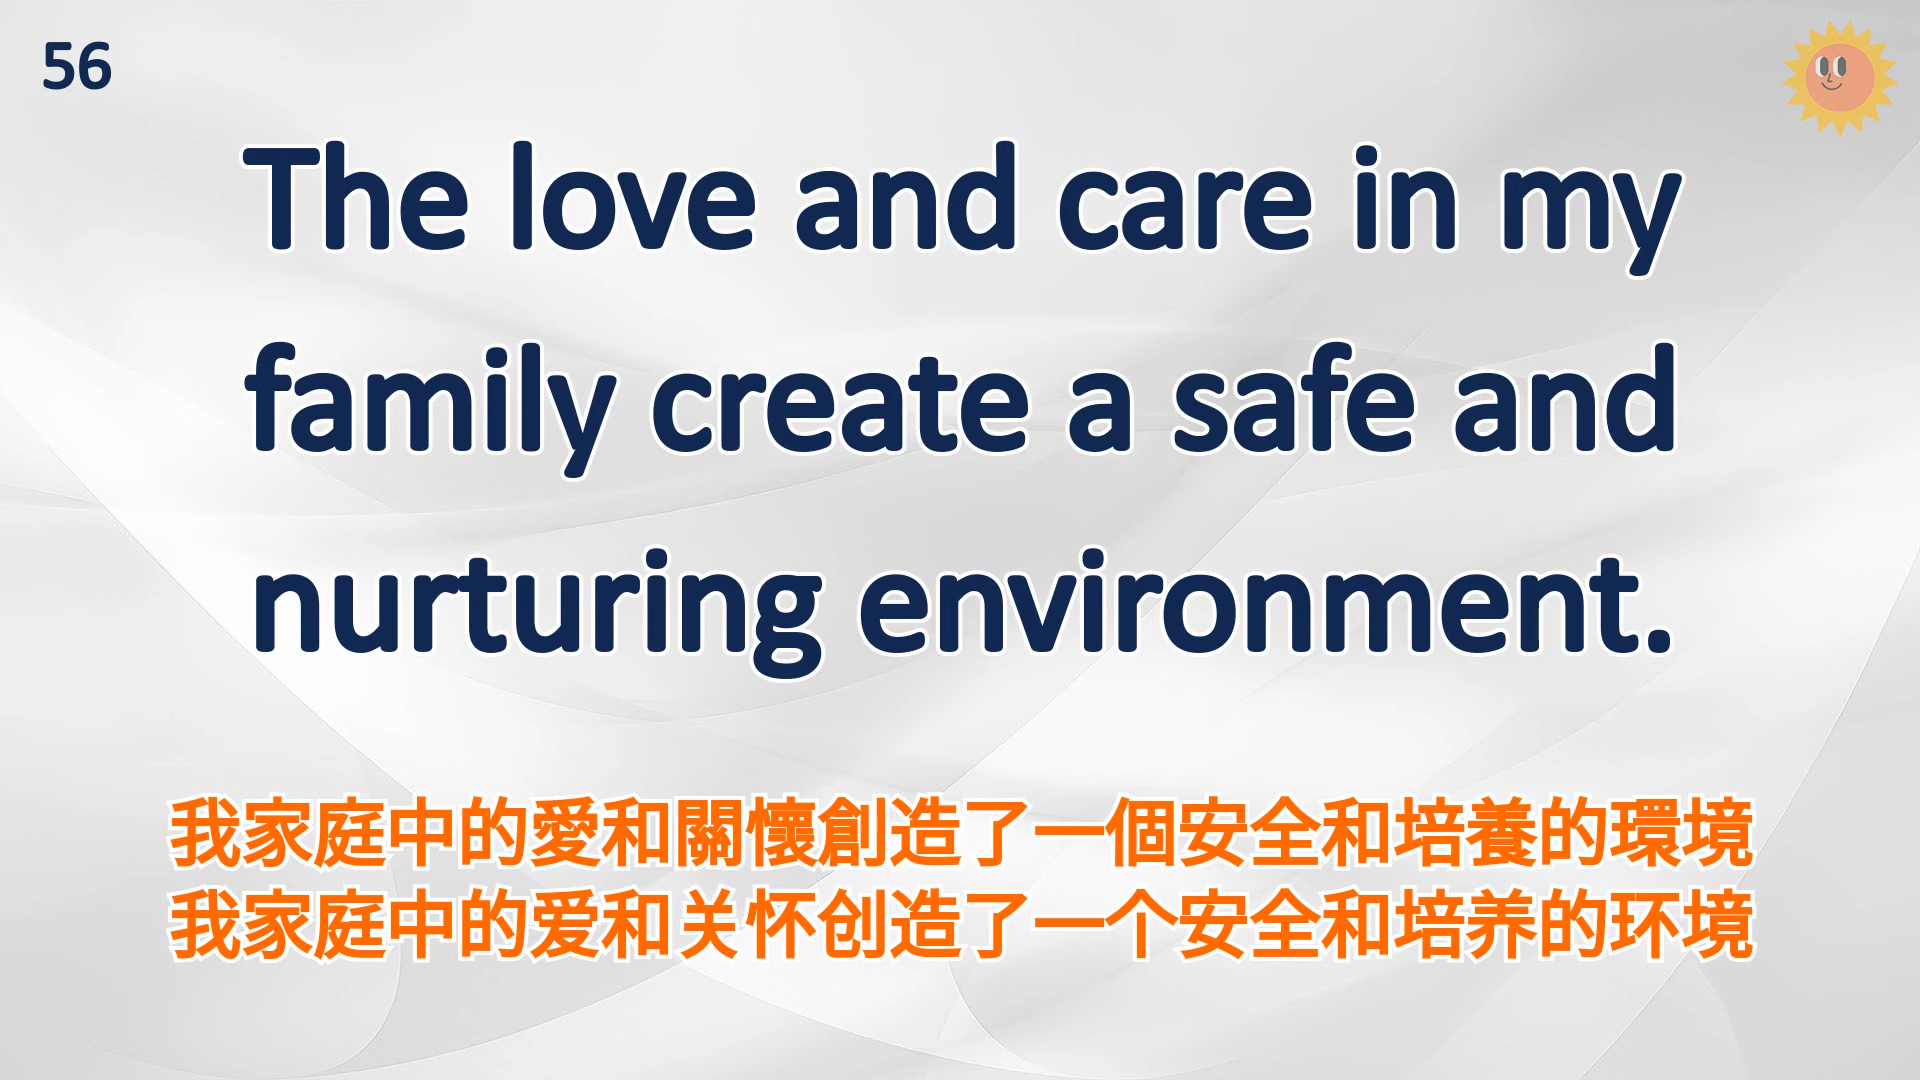 56
The love and care in my
family create a safe and
nurturing environment.
我家庭中的愛和關懷創造了一個安全和培養的環境
我家庭中的爱和关怀创造了一个安全和培养的环境